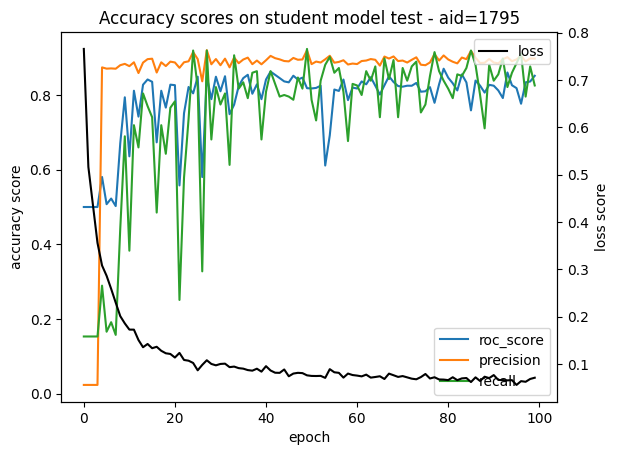 Accuracy scores on student model test - aid=1795
accuracy score
0.8
0.6
0.4
0.2
0.0
0.8
0.7
0.6
0.5
0.4
0.3
0.2
0.1
loss score
loss
roc_score
precision
recall
0
20
40
60
80
100
epoch